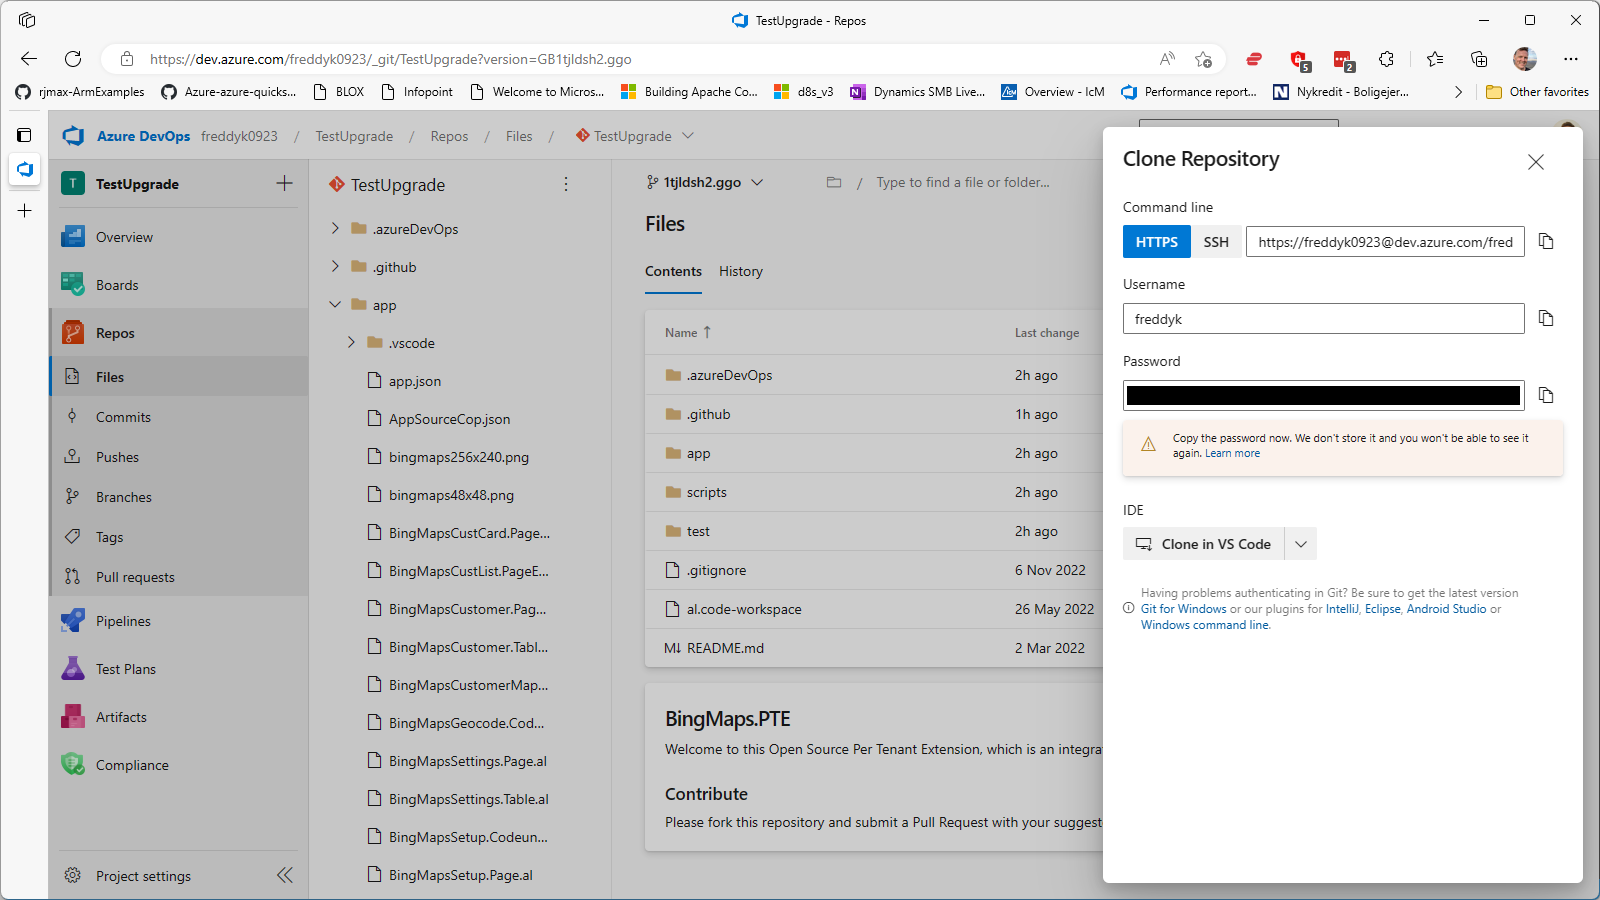 TestUpgrade - Repos
https://dev.azure.com/freddyk0923/_git/TestUpgrade?version=GB1tjldsh2.ggo
5
2
rjmax-ArmExamples
Azure-azure-quicks...
BLOX
Infopoint
Welcome to Micros...
Building Apache Co...
d8s_v3
Dynamics SMB Live...
Overview - IcM
Performance report...
Nykredit - Boligejer...
Other favorites
Azure DevOps
freddyk0923 / TestUpgrade / Repos / Files / TestUpgrade
T TestUpgrade
Overview
Boards
Repos
Files
Commits
Pushes
Branches
Tags
Pull requests
Pipelines
Test Plans
Artifacts
Compliance
Project settings
TestUpgrade
.azureDevOps
.github
app
.vscode
app.json
AppSourceCop.json
bingmaps256x240.png
bingmaps48x48.png
BingMapsCustCard.Page...
BingMapsCustList.PageE...
BingMapsCustomer.Pag...
BingMapsCustomer.Tabl...
BingMapsCustomerMap...
BingMapsGeocode.Cod...
BingMapsSettings.Page.al
BingMapsSettings.Table.al
BingMapsSetup.Codeun...
BingMapsSetup.Page.al
1tjldsh2.ggo
/ Type to find a file or folder...
Files
Contents History
Name ↑ Last change
.azureDevOps 2h ago
.github 1h ago
app 2h ago
scripts 2h ago
test 2h ago
.gitignore 6 Nov 2022
al.code-workspace 26 May 2022
M↓ README.md 2 Mar 2022
BingMaps.PTE
Welcome to this Open Source Per Tenant Extension, which is an integra
Contribute
Please fork this repository and submit a Pull Request with your suggest
Clone Repository
Command line
HTTPS SSH https://freddyk0923@dev.azure.com/fred
Username
freddyk
Password
Copy the password now. We don't store it and you won't be able to see it
again. Learn more
IDE
Clone in VS Code
Having problems authenticating in Git? Be sure to get the latest version
Git for Windows or our plugins for IntelliJ, Eclipse, Android Studio or
Windows command line.